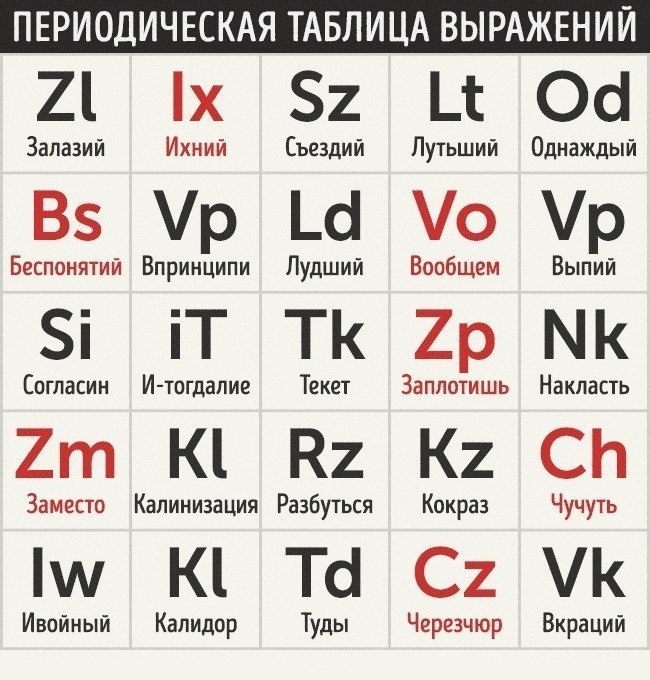 ПЕРИОДИЧЕСКАЯ ТАБЛИЦА ВЫРАЖЕНИЙ
Zl Ix Sz Lt Od
Залазий Ихний Съездий Лутьший Однаждый
Bs Vp Ld Vo Vp
Беспонятий Впринципи Лудший Вообщем Выпий
Si iT Tk Zp Nk
Согласин И-тогдалие Текет Заплотишь Накласть
Zm Kl Rz Kz Ch
Заместо Калинизация Разбуться Кокраз Чучуть
Iw Kl Td Cz Vk
Ивойный Калидор Туды Черезчюр Вкраций